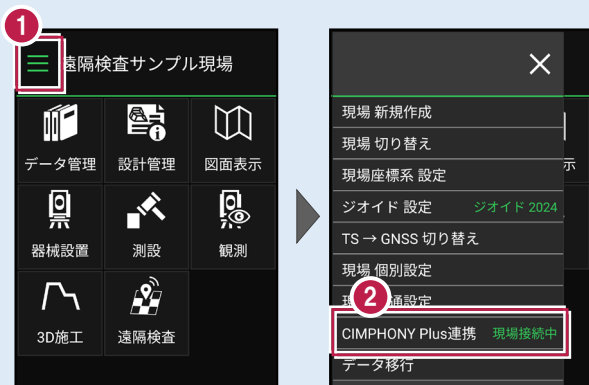 1
遠隔検査サンプル現場
データ管理
設計管理
図面表示
器械設置
測設
観測
3D施工
遠隔検査
現場 新規作成
現場 切り替え
現場座標系 設定
ジオイド 設定 ジオイド 2024
TS → GNSS 切り替え
現場 個別設定
2
通設定
CIMPHONY Plus連携 現場接続中
データ移行
示